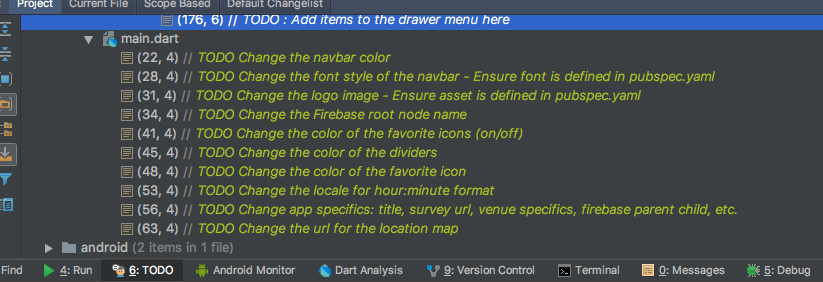 Project Current File Scope Based Default Changelist
(176, 6) // TODO : Add items to the drawer menu here
main.dart
(22, 4) // TODO Change the navbar color
(28, 4) // TODO Change the font style of the navbar - Ensure font is defined in pubspec.yaml
(31, 4) // TODO Change the logo image - Ensure asset is defined in pubspec.yaml
(34, 4) // TODO Change the Firebase root node name
(41, 4) // TODO Change the color of the favorite icons (on/off)
(45, 4) // TODO Change the color of the dividers
(48, 4) // TODO Change the color of the favorite icon
(53, 4) // TODO Change the locale for hour:minute format
(56, 4) // TODO Change app specifics: title, survey url, venue specifics, firebase parent child, etc.
(63, 4) // TODO Change the url for the location map
android (2 items in 1 file)
Find 4: Run 6: TODO Android Monitor Dart Analysis 9: Version Control Terminal 0: Messages 5: Debug